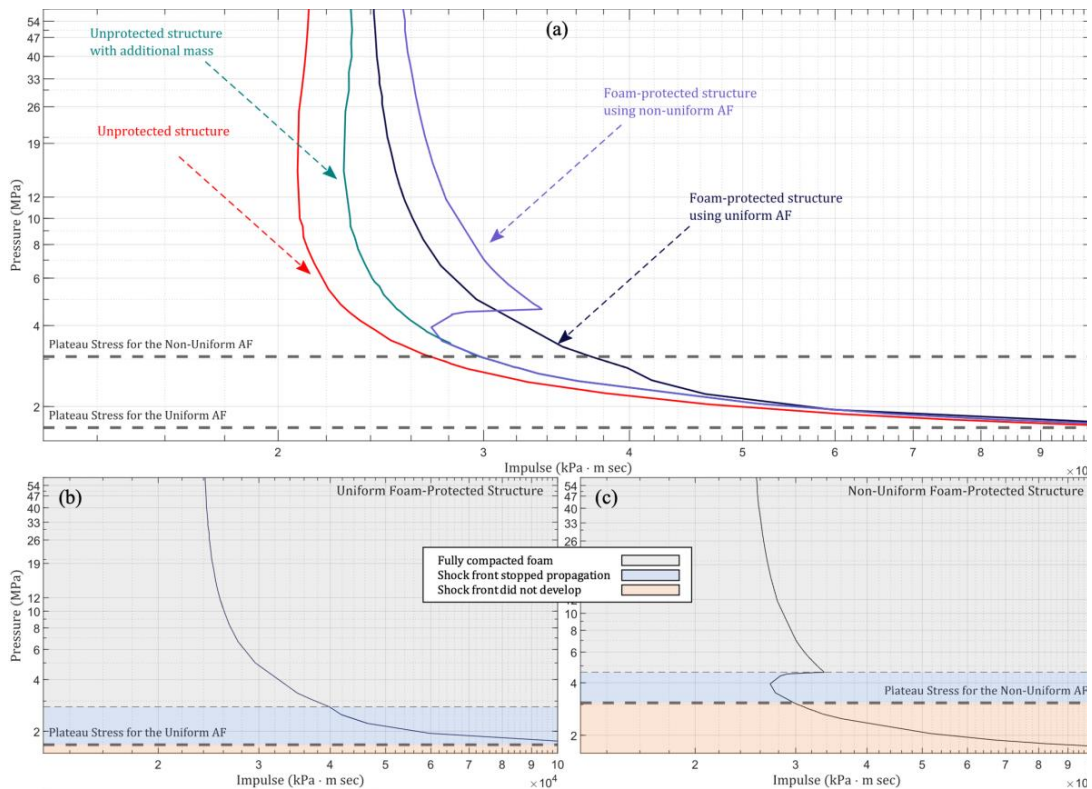 54
47
40
33
26
19
12
10
8
6
4
2
Pressure (MPa)
(a)
Unprotected structure
with additional mass
Unprotected structure
Foam-protected structure
using non-uniform AF
Foam-protected structure
using uniform AF
Plateau Stress for the Non-Uniform AF
Plateau Stress for the Uniform AF
2 3 4 5 6 7 8 9
Impulse (kPa · m sec)
×10
(b)
Uniform Foam-Protected Structure
54
47
40
33
26
19
12
10
8
6
4
2
Pressure (MPa)
Plateau Stress for the Uniform AF
2 3 4 5 6 7 8 9 10
Impulse (kPa · m sec)
×10⁴
Fully compacted foam
Shock front stopped propagation
Shock front did not develop
(c)
Non-Uniform Foam-Protected Structure
54
47
40
33
26
19
12
10
8
6
4
2
Plateau Stress for the Non-Uniform AF
2 3 4 5 6 7 8 9
Impulse (kPa · m sec)
×10